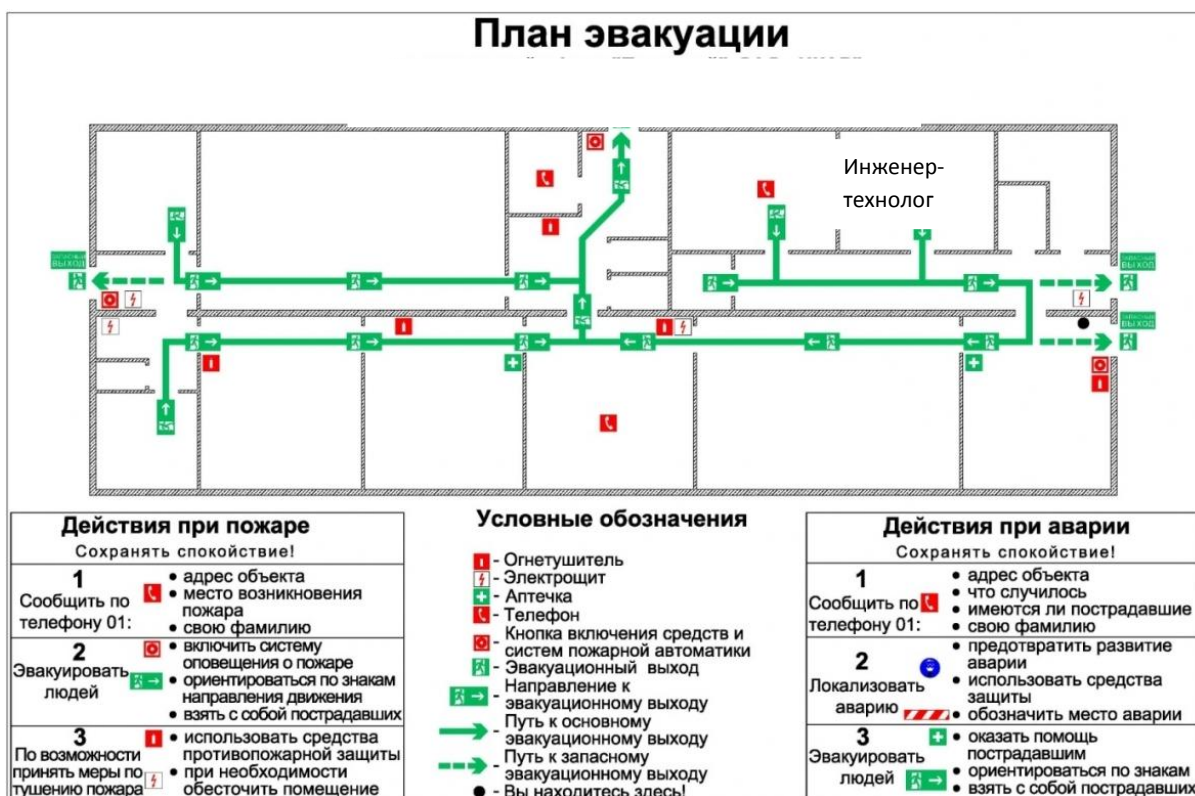 План эвакуации
Инженер-
технолог
ВЫХОД
ЗАПАСНЫЙ
ВЫХОД
ЗАПАСНЫЙ
ВЫХОД
Действия при пожаре
Сохранять спокойствие!
1
Сообщить по
телефону 01:
• адрес объекта
• место возникновения
пожара
• свою фамилию
2
Эвакуировать
людей
• включить систему
оповещения о пожаре
• ориентироваться по знакам
направления движения
• взять с собой пострадавших
3
По возможности
принять меры по
тушению пожара
• использовать средства
противопожарной защиты
• при необходимости
обесточить помещение
Условные обозначения
- Огнетушитель
- Электрощит
- Аптечка
- Телефон
- Кнопка включения средств и
систем пожарной автоматики
- Эвакуационный выход
- Направление к
эвакуационному выходу
- Путь к основному
эвакуационному выходу
- Путь к запасному
эвакуационному выходу
- Вы находитесь здесь!
Действия при аварии
Сохранять спокойствие!
1
Сообщить по
телефону 01:
• адрес объекта
• что случилось
• имеются ли пострадавшие
• свою фамилию
2
Локализовать
аварию
• предотвратить развитие
аварии
• использовать средства
защиты
• обозначить место аварии
3
Эвакуировать
людей
• оказать помощь
пострадавшим
• ориентироваться по знакам
• взять с собой пострадавших